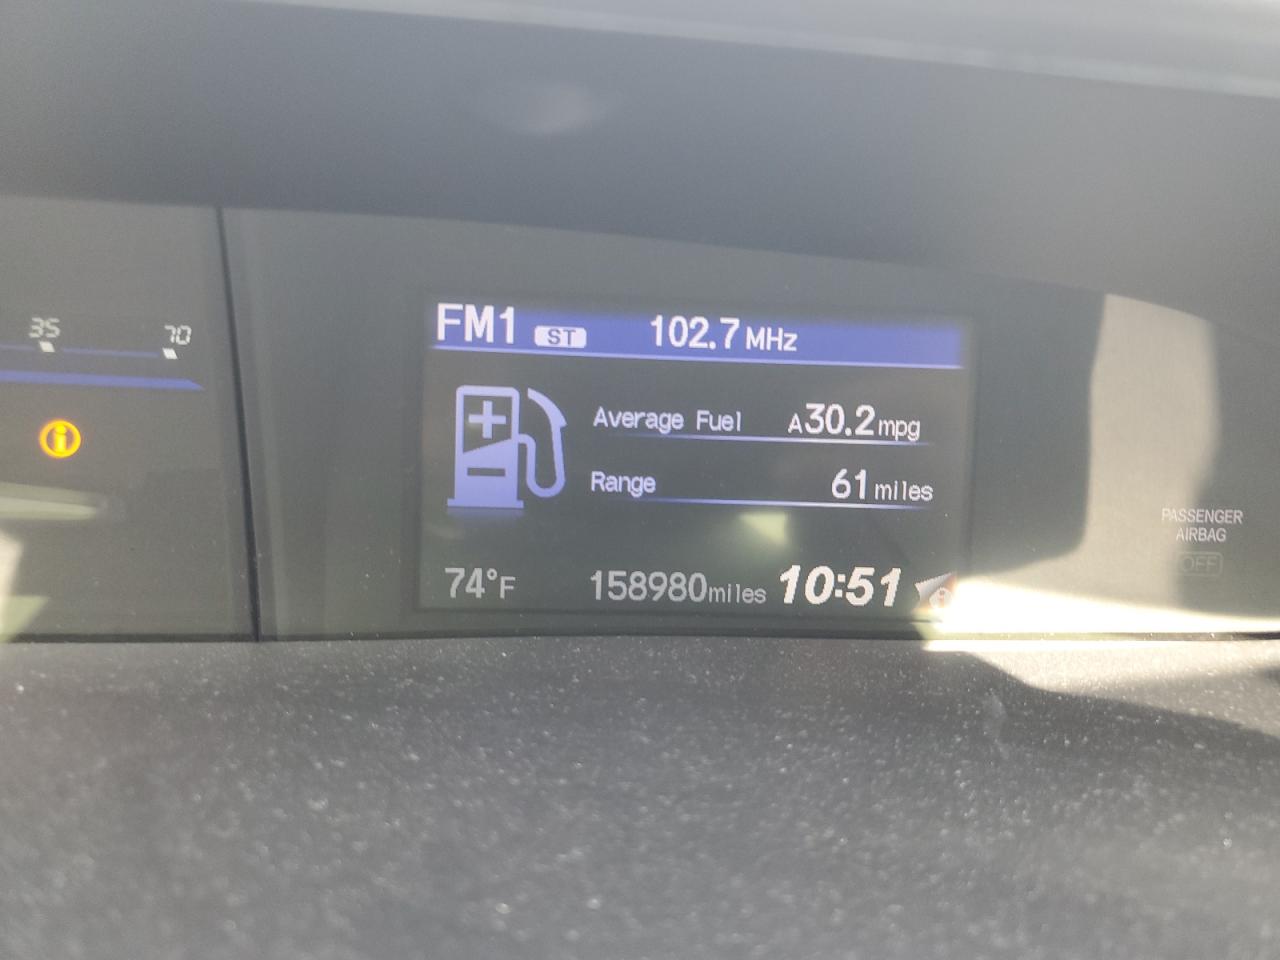 35 70
FM1 ST 102.7 MHz
Average Fuel A30.2 mpg
Range 61 miles
74°F 158980 miles 10:51
PASSENGER
AIRBAG
OFF